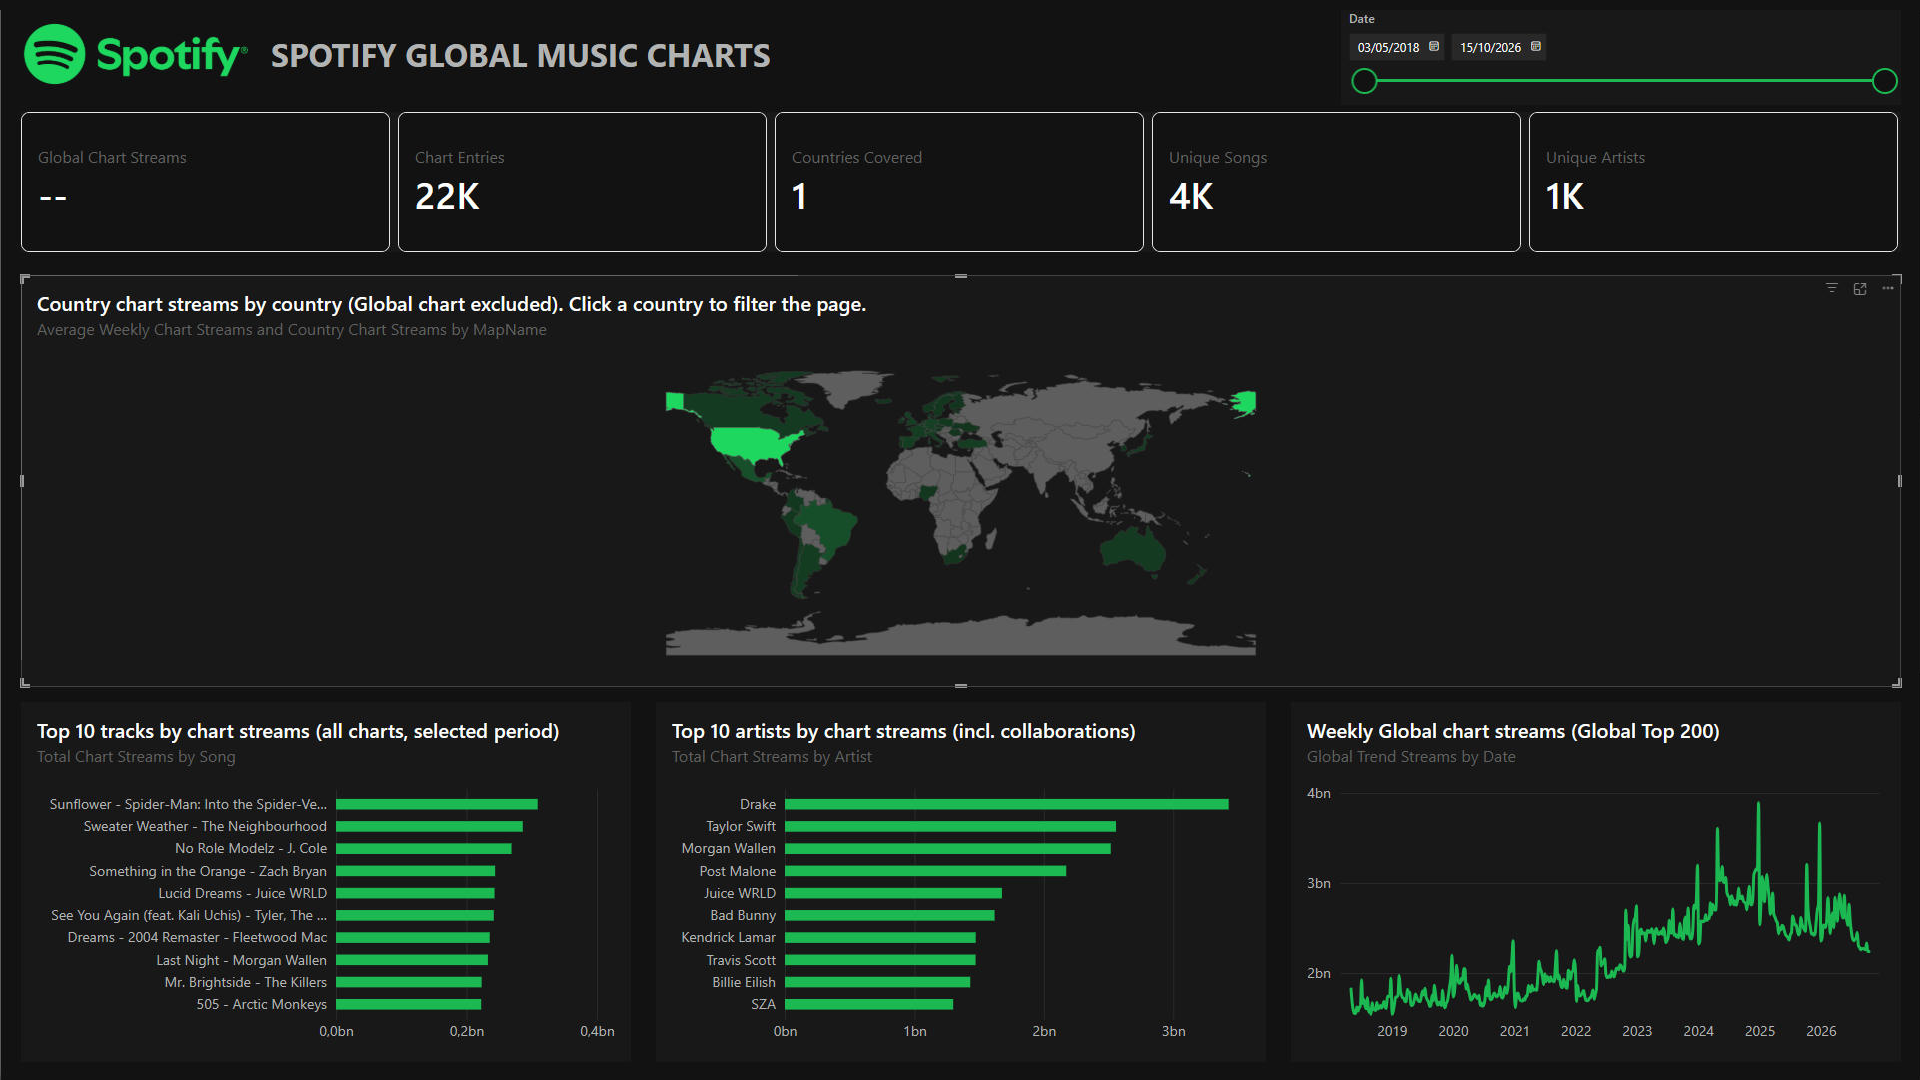 Spotify®
SPOTIFY GLOBAL MUSIC CHARTS
Date
03/05/2018
15/10/2026
Global Chart Streams
--
Chart Entries
22K
Countries Covered
1
Unique Songs
4K
Unique Artists
1K
Country chart streams by country (Global chart excluded). Click a country to filter the page.
Average Weekly Chart Streams and Country Chart Streams by MapName
Top 10 tracks by chart streams (all charts, selected period)
Total Chart Streams by Song
Sunflower - Spider-Man: Into the Spider-Ve...
Sweater Weather - The Neighbourhood
No Role Modelz - J. Cole
Something in the Orange - Zach Bryan
Lucid Dreams - Juice WRLD
See You Again (feat. Kali Uchis) - Tyler, The ...
Dreams - 2004 Remaster - Fleetwood Mac
Last Night - Morgan Wallen
Mr. Brightside - The Killers
505 - Arctic Monkeys
0,0bn 0,2bn 0,4bn
Top 10 artists by chart streams (incl. collaborations)
Total Chart Streams by Artist
Drake
Taylor Swift
Morgan Wallen
Post Malone
Juice WRLD
Bad Bunny
Kendrick Lamar
Travis Scott
Billie Eilish
SZA
0bn 1bn 2bn 3bn
Weekly Global chart streams (Global Top 200)
Global Trend Streams by Date
4bn
3bn
2bn
2019 2020 2021 2022 2023 2024 2025 2026